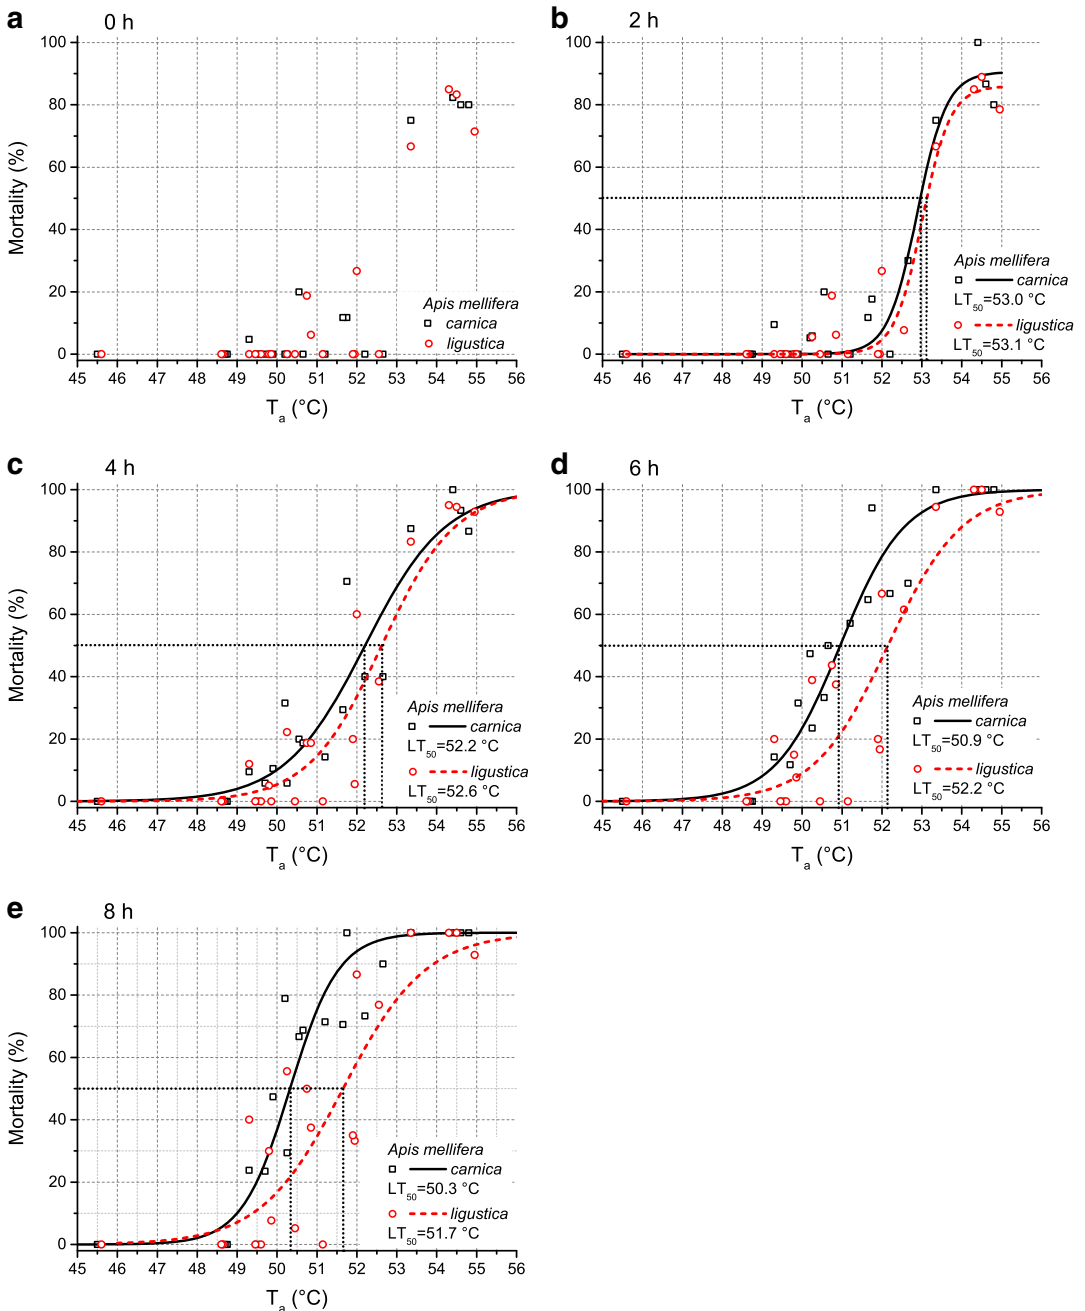 a
0 h
100
80
60
40
20
0
Mortality (%)
Apis mellifera
carnica
ligustica
45 46 47 48 49 50 51 52 53 54 55 56
Ta (°C)
b
2 h
100
80
60
40
20
0
Apis mellifera
carnica
LT50=53.0 °C
ligustica
LT50=53.1 °C
45 46 47 48 49 50 51 52 53 54 55 56
Ta (°C)
c
4 h
100
80
60
40
20
0
Mortality (%)
Apis mellifera
carnica
LT50=52.2 °C
ligustica
LT50=52.6 °C
45 46 47 48 49 50 51 52 53 54 55 56
Ta (°C)
d
6 h
100
80
60
40
20
0
Apis mellifera
carnica
LT50=50.9 °C
ligustica
LT50=52.2 °C
45 46 47 48 49 50 51 52 53 54 55 56
Ta (°C)
e
8 h
100
80
60
40
20
0
Mortality (%)
Apis mellifera
carnica
LT50=50.3 °C
ligustica
LT50=51.7 °C
45 46 47 48 49 50 51 52 53 54 55 56
Ta (°C)